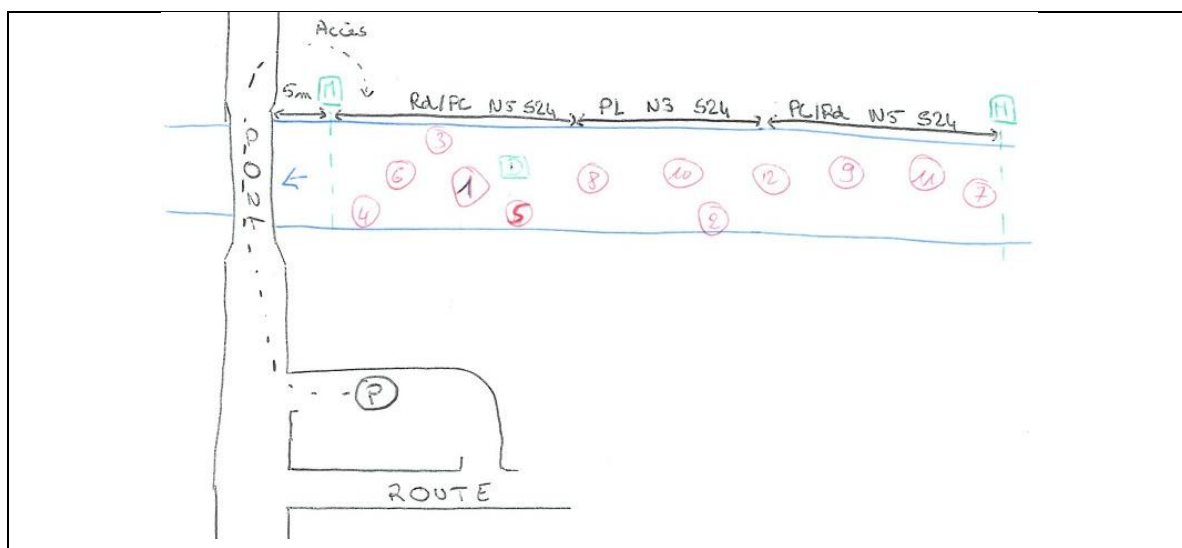 Accès
5m M Rd/PC N5 S24 PL N3 S24 PC/Rd N5 S24 M
PONT
3
6 1 D 8 10 12 9 11 7
4 5 2
P
ROUTE